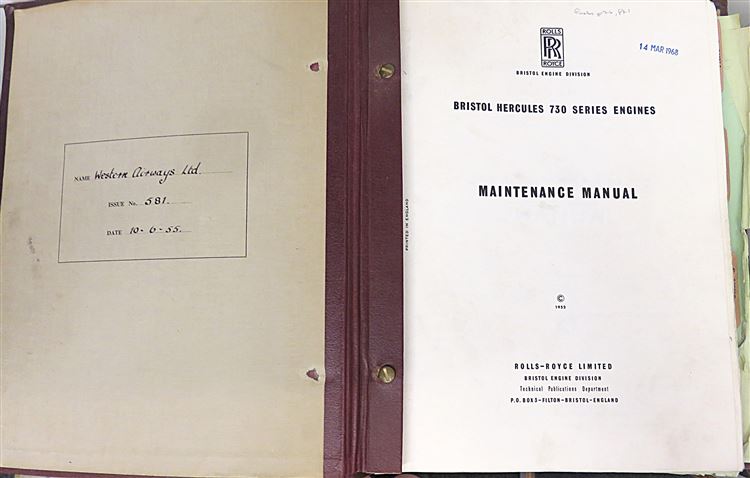 NAME Western Airways Ltd.
ISSUE No. 581.
DATE 10-6-55.
PRINTED IN ENGLAND
ROLLS
RR
ROYCE
BRISTOL ENGINE DIVISION
14 MAR 1968
BRISTOL HERCULES 730 SERIES ENGINES
MAINTENANCE MANUAL
©
1955
ROLLS-ROYCE LIMITED
BRISTOL ENGINE DIVISION
Technical Publications Department
P.O. BOX 3-FILTON-BRISTOL-ENGLAND